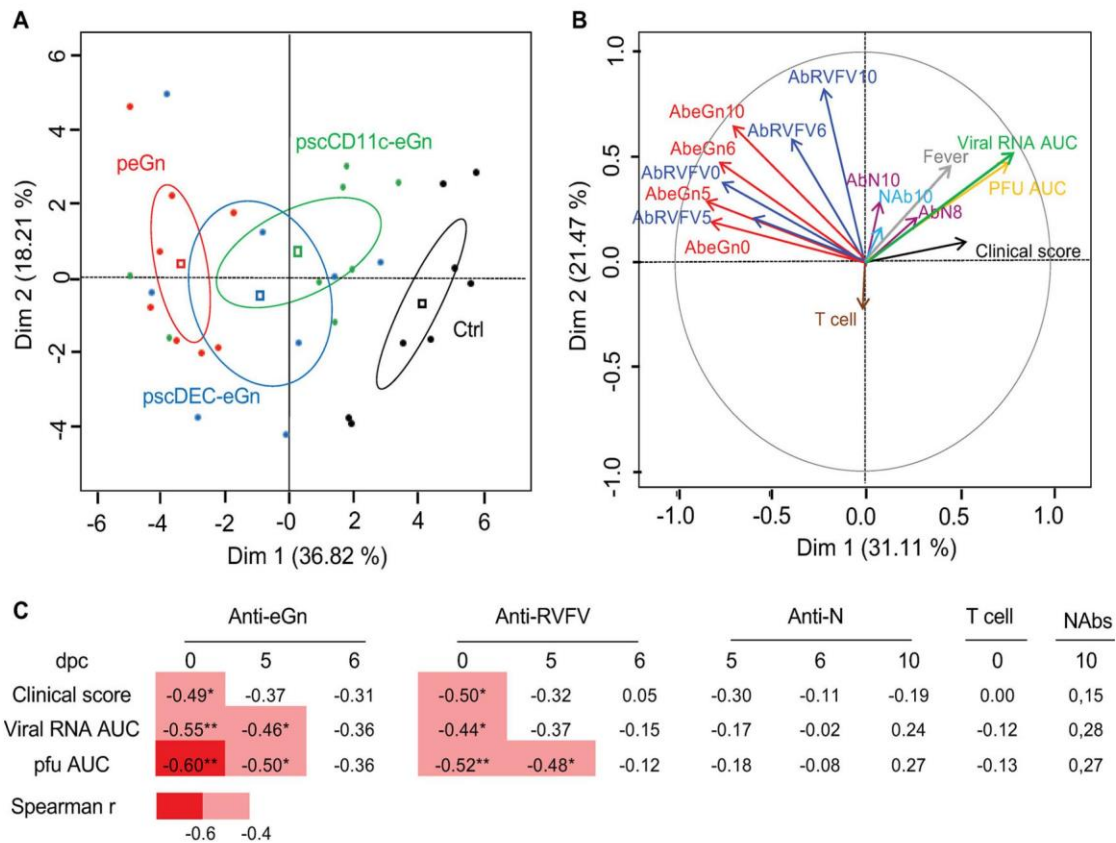 A
6
4
2
0
-2
-4
Dim 2 (18.21 %)
peGn
pscCD11c-eGn
pscDEC-eGn
Ctrl
-6
-4
-2
-0
2
4
6
Dim 1 (36.82 %)
B
1.0
0.5
0.0
-0.5
-1.0
Dim 2 (21.47 %)
AbRVFV10
AbeGn10
AbRVFV6
AbeGn6
AbRVFV0
AbeGn5
AbRVFV5
AbeGn0
Viral RNA AUC
Fever
PFU AUC
AbN10
NAb10
AbN8
Clinical score
T cell
-1.0
-0.5
0.0
0.5
1.0
Dim 1 (31.11 %)
C
Anti-eGn Anti-RVFV Anti-N T cell NAbs
dpc 0 5 6 0 5 6 5 6 10 0 10
Clinical score -0.49* -0.37 -0.31 -0.50* -0.32 0.05 -0.30 -0.11 -0.19 0.00 0,15
Viral RNA AUC -0.55** -0.46* -0.36 -0.44* -0.37 -0.15 -0.17 -0.02 0.24 -0.12 0,28
pfu AUC -0.60** -0.50* -0.36 -0.52** -0.48* -0.12 -0.18 -0.08 0.27 -0.13 0,27
Spearman r
-0.6 -0.4